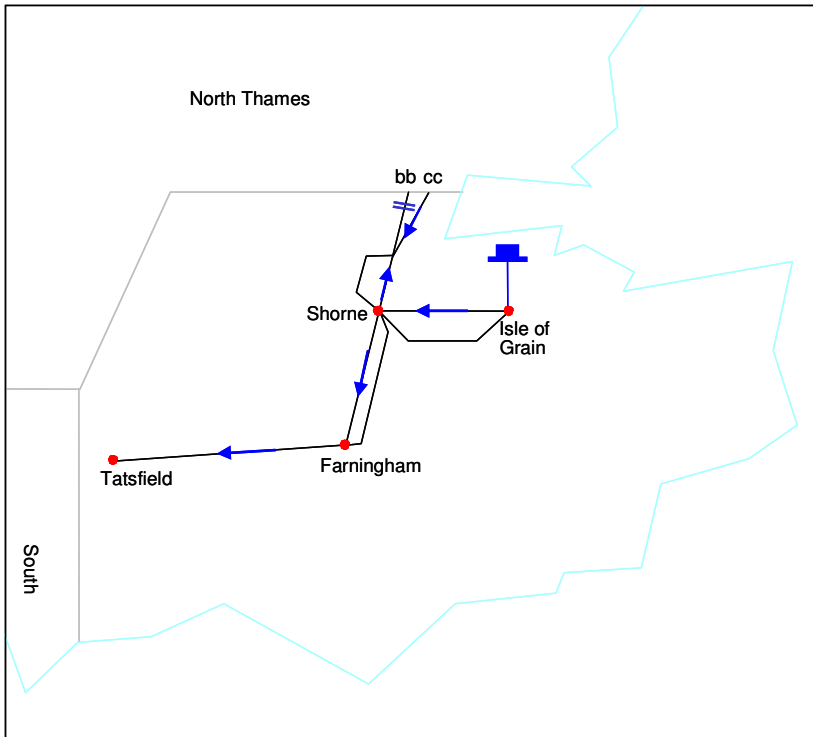 North Thames
bb cc
Shorne
Isle of
Grain
Farningham
Tatsfield
South